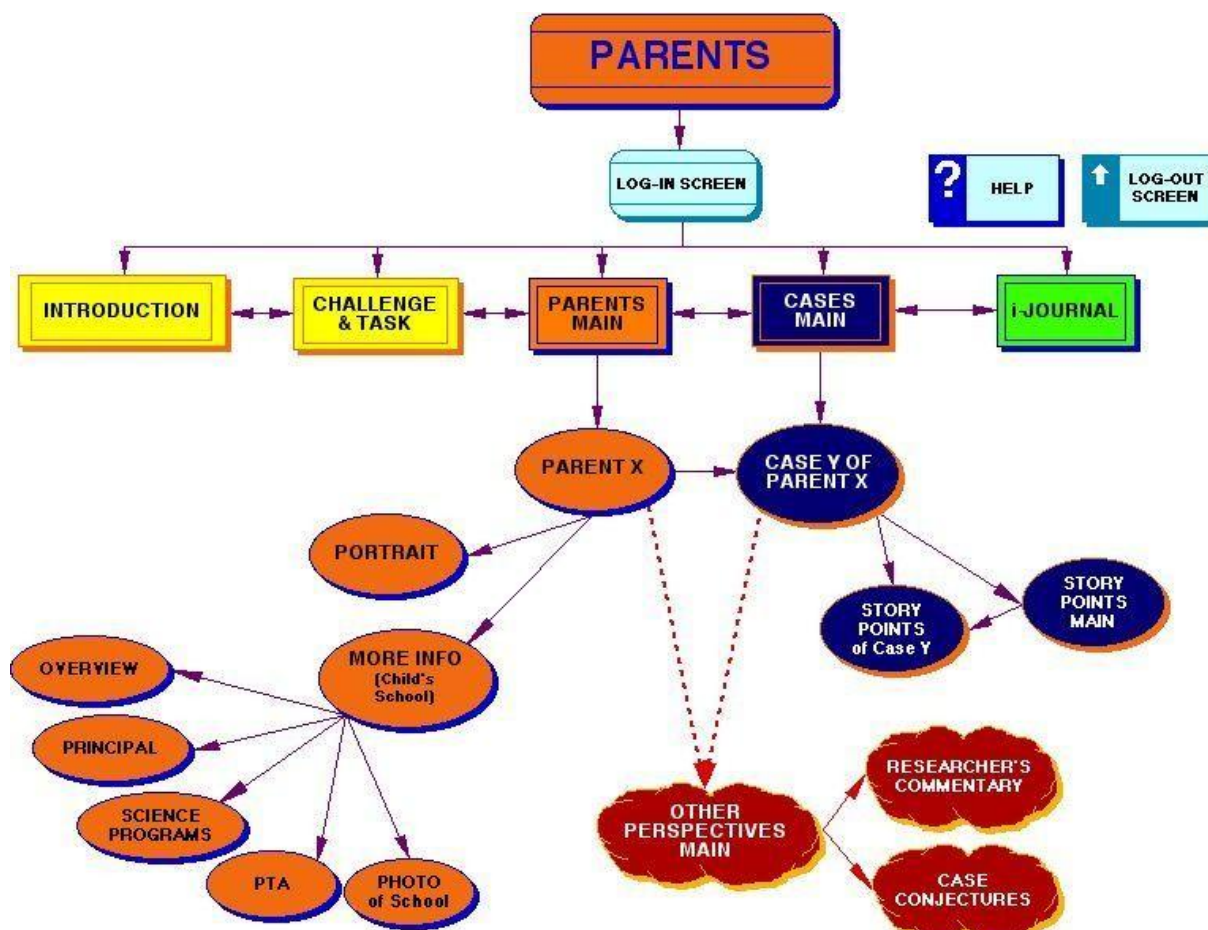 PARENTS
LOG-IN SCREEN
?
HELP
LOG-OUT
SCREEN
INTRODUCTION
CHALLENGE
& TASK
PARENTS
MAIN
CASES
MAIN
i-JOURNAL
PARENT X
CASE Y OF
PARENT X
PORTRAIT
MORE INFO
(Child's
School)
STORY
POINTS
of Case Y
STORY
POINTS
MAIN
OVERVIEW
PRINCIPAL
SCIENCE
PROGRAMS
PTA
PHOTO
of School
OTHER
PERSPECTIVES
MAIN
RESEARCHER'S
COMMENTARY
CASE
CONJECTURES